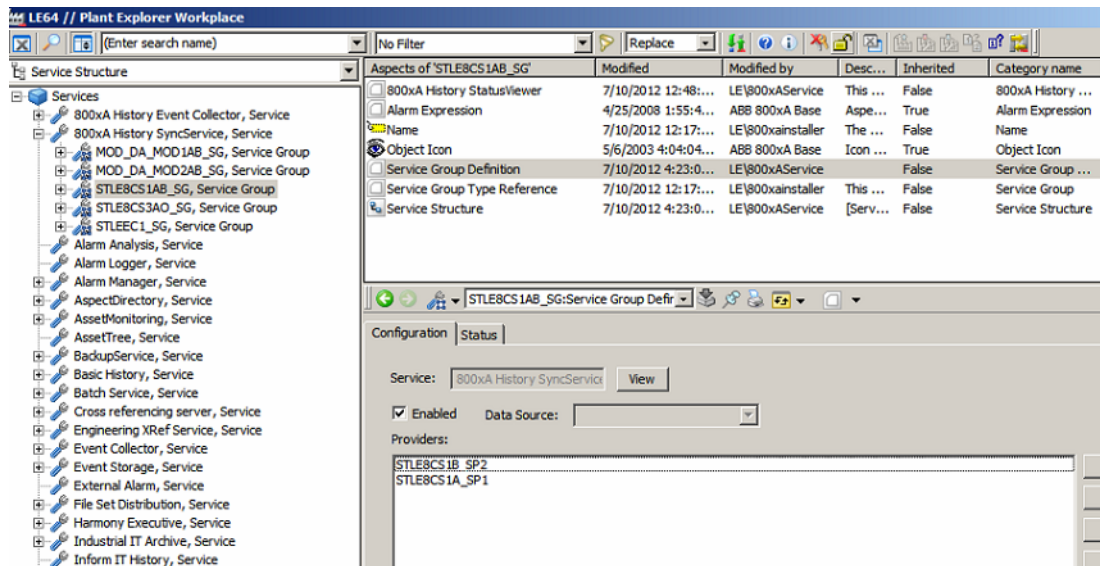 LE64 // Plant Explorer Workplace
(Enter search name) No Filter Replace
Service Structure
Services
800xA History Event Collector, Service
800xA History SyncService, Service
MOD_DA_MOD1AB_SG, Service Group
MOD_DA_MOD2AB_SG, Service Group
STLE8CS1AB_SG, Service Group
STLE8CS3AO_SG, Service Group
STLEEC1_SG, Service Group
Alarm Analysis, Service
Alarm Logger, Service
Alarm Manager, Service
AspectDirectory, Service
AssetMonitoring, Service
AssetTree, Service
BackupService, Service
Basic History, Service
Batch Service, Service
Cross referencing server, Service
Engineering XRef Service, Service
Event Collector, Service
Event Storage, Service
External Alarm, Service
File Set Distribution, Service
Harmony Executive, Service
Industrial IT Archive, Service
Inform IT History, Service
Aspects of 'STLE8CS1AB_SG' Modified Modified by Desc... Inherited Category name
800xA History StatusViewer 7/10/2012 12:48:... LE\800xAService This ... False 800xA History ...
Alarm Expression 4/25/2008 1:55:4... ABB 800xA Base Aspe... True Alarm Expression
Name 7/10/2012 12:17:... LE\800xainstaller The ... False Name
Object Icon 5/6/2003 4:04:04... ABB 800xA Base Icon ... True Object Icon
Service Group Definition 7/10/2012 4:23:0... LE\800xAService False Service Group ...
Service Group Type Reference 7/10/2012 12:17:... LE\800xainstaller This ... False Service Group
Service Structure 7/10/2012 4:23:0... LE\800xAService [Serv... False Service Structure
STLE8CS1AB_SG:Service Group Defir
Configuration Status
Service: 800xA History SyncService View
Enabled Data Source:
Providers:
STLE8CS1B_SP2
STLE8CS1A_SP1